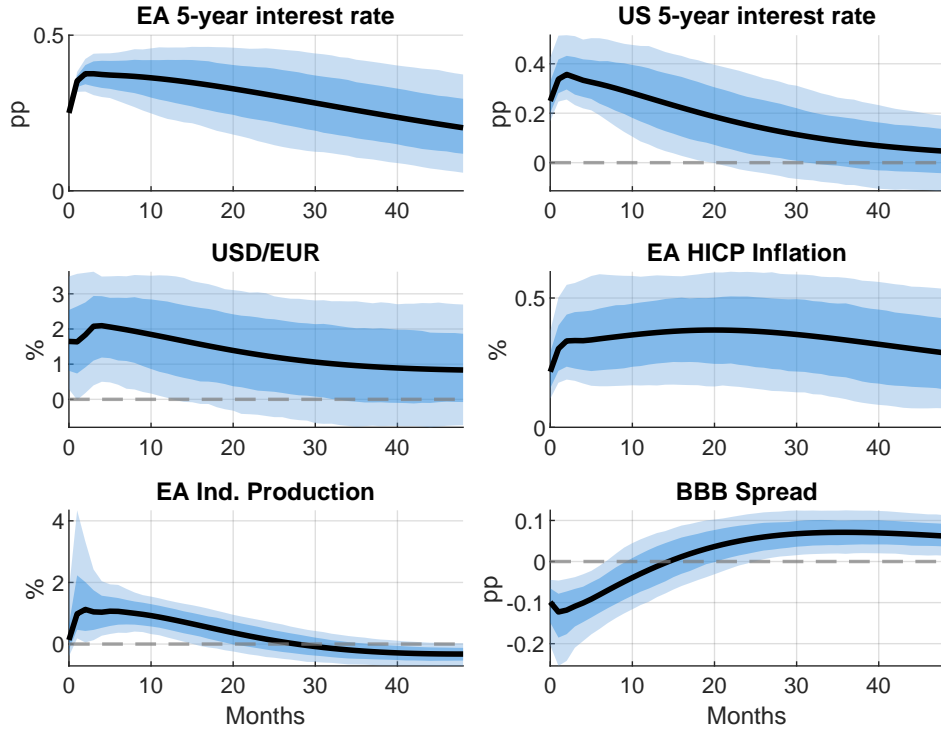 EA 5-year interest rate
US 5-year interest rate
pp
0.5
0
0 10 20 30 40
pp
0.4
0.2
0
0 10 20 30 40
USD/EUR
EA HICP Inflation
%
3
2
1
0
0 10 20 30 40
%
0.5
0
0 10 20 30 40
EA Ind. Production
BBB Spread
%
4
2
0
0 10 20 30 40
Months
pp
0.1
0
-0.1
-0.2
0 10 20 30 40
Months